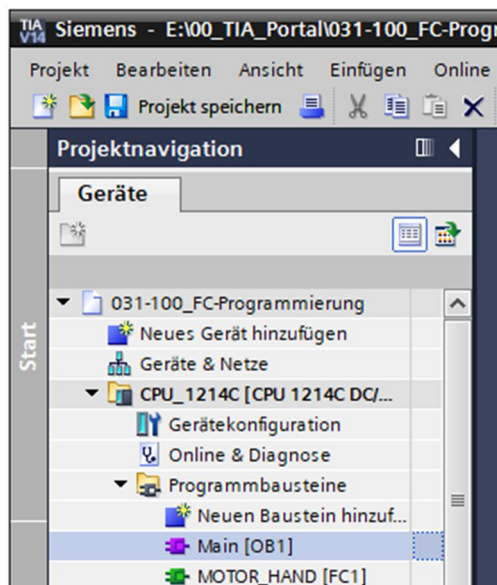 TIA V14 Siemens - E:\00_TIA_Portal\031-100_FC-Progr
Projekt Bearbeiten Ansicht Einfügen Online
Projekt speichern
Projektnavigation
Geräte
Start
031-100_FC-Programmierung
Neues Gerät hinzufügen
Geräte & Netze
CPU_1214C [CPU 1214C DC/...
Gerätekonfiguration
Online & Diagnose
Programmbausteine
Neuen Baustein hinzuf...
Main [OB1]
MOTOR_HAND [FC1]